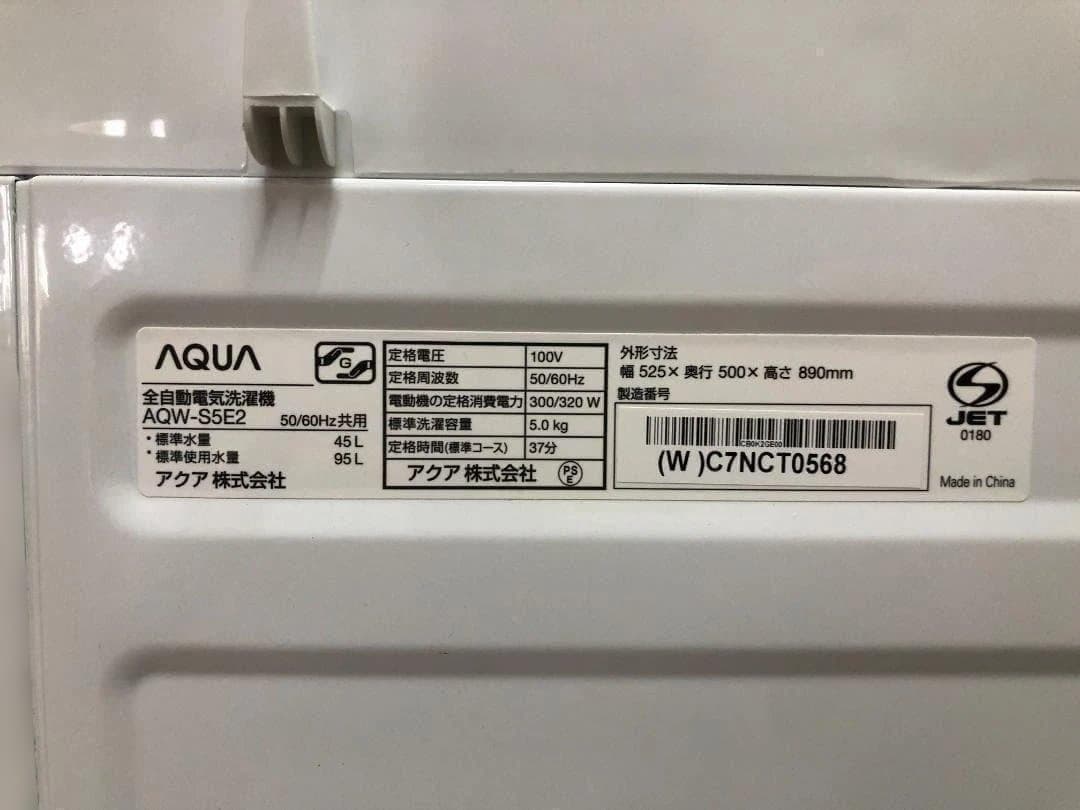 AQUA
G
全自動電気洗濯機
AQW-S5E2 50/60Hz共用
・標準水量 45L
・標準使用水量 95L
アクア 株式会社
定格電圧 100V
定格周波数 50/60Hz
電動機の定格消費電力 300/320 W
標準洗濯容量 5.0 kg
定格時間(標準コース) 37分
アクア 株式会社 PSE
外形寸法
幅 525× 奥行 500× 高さ 890mm
製造番号
CB0K2GE00
(W )C7NCT0568
JET
0180
Made in China